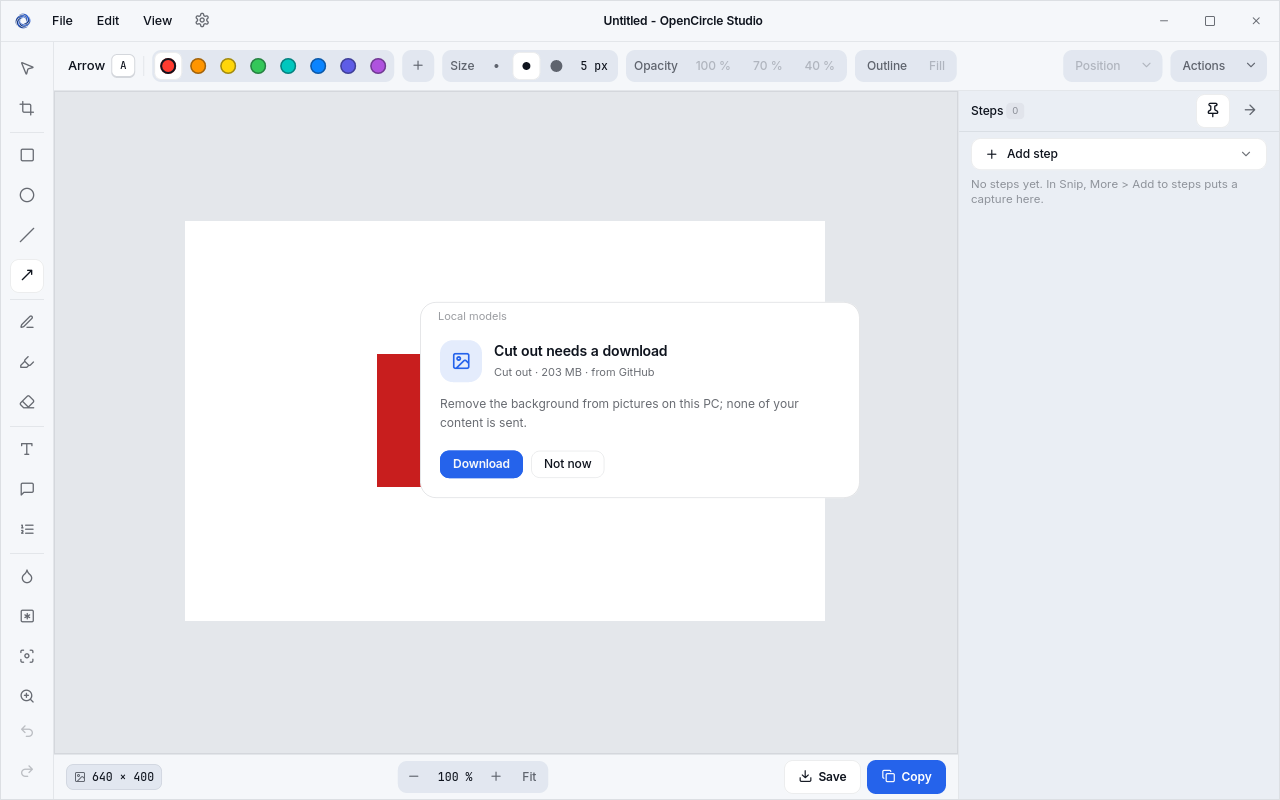 File Edit View
Untitled - OpenCircle Studio
Arrow A
Size 5 px
Opacity 100 % 70 % 40 %
Outline Fill
Position
Actions
Steps 0
Add step
No steps yet. In Snip, More > Add to steps puts a
capture here.
Local models
Cut out needs a download
Cut out · 203 MB · from GitHub
Remove the background from pictures on this PC; none of your
content is sent.
Download Not now
640 × 400
100 %
Fit
Save
Copy